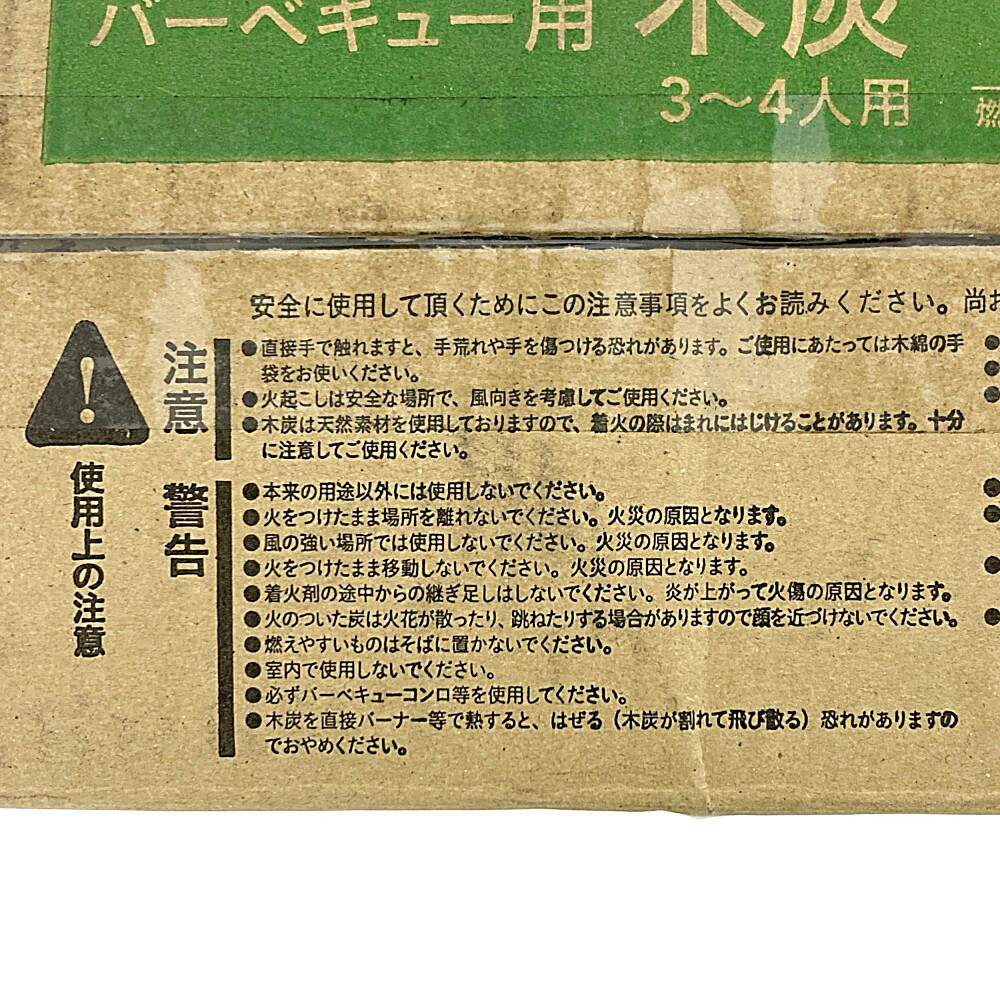 バーベキュー用 木炭
3〜4人用
燃
安全に使用して頂くためにこの注意事項をよくお読みください。尚お
注意
●直接手で触れますと、手荒れや手を傷つける恐れがあります。ご使用にあたっては木綿の手
袋をお使いください。
●火起こしは安全な場所で、風向きを考慮してご使用ください。
●木炭は天然素材を使用しておりますので、着火の際はまれにはじけることがあります。十分
に注意してご使用ください。
使用上の注意
警告
●本来の用途以外には使用しないでください。
●火をつけたまま場所を離れないでください。火災の原因となります。
●風の強い場所では使用しないでください。火災の原因となります。
●火をつけたまま移動しないでください。火災の原因となります。
●着火剤の途中からの継ぎ足しはしないでください。炎が上がって火傷の原因となります。
●火のついた炭は火花が散ったり、跳ねたりする場合がありますので顔を近づけないでください。
●燃えやすいものはそばに置かないでください。
●室内で使用しないでください。
●必ずバーベキューコンロ等を使用してください。
●木炭を直接バーナー等で熱すると、はぜる（木炭が割れて飛び散る）恐れがありますの
でおやめください。